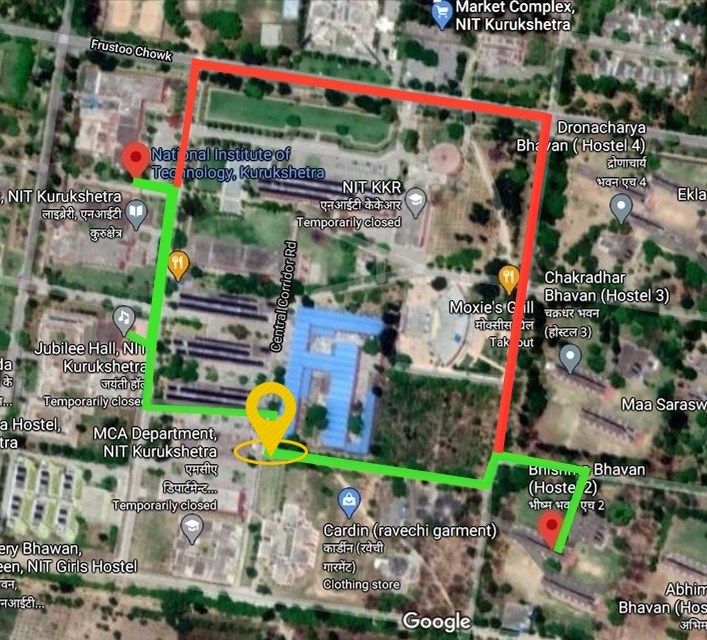 Market Complex,
NIT Kurukshetra
Frustoo Chowk
Dronacharya
Bhavan ( Hostel 4)
द्रोणाचार्य
भवन एच 4
National Institute of
Technology, Kurukshetra
NIT KKR
एनआईटी केकेआर
Temporarily closed
, NIT Kurukshetra
लाइब्रेरी, एनआईटी
कुरुक्षेत्र
Ekla
Central Corridor Rd
Chakradhar
Bhavan (Hostel 3)
चक्रधर भवन
(होस्टल 3)
Moxie's Grill
मोक्सीस ग्रिल
Takeout
Jubilee Hall, NIT
Kurukshetra
जयंती हॉल
Temporarily closed
da
के
a Hostel,
tra
Maa Sarasw
MCA Department,
NIT Kurukshetra
एमसीए
डिपार्टमेन्ट...
Temporarily closed
Bhishma Bhavan
(Hostel 2)
भीष्म भवन एच 2
Cardin (ravechi garment)
कार्डीन (रवेची
गारमेंट)
Clothing store
ery Bhawan,
een, NIT Girls Hostel
वन,
नआईटी...
Abhim
Bhavan (Hos
अभिम
Google